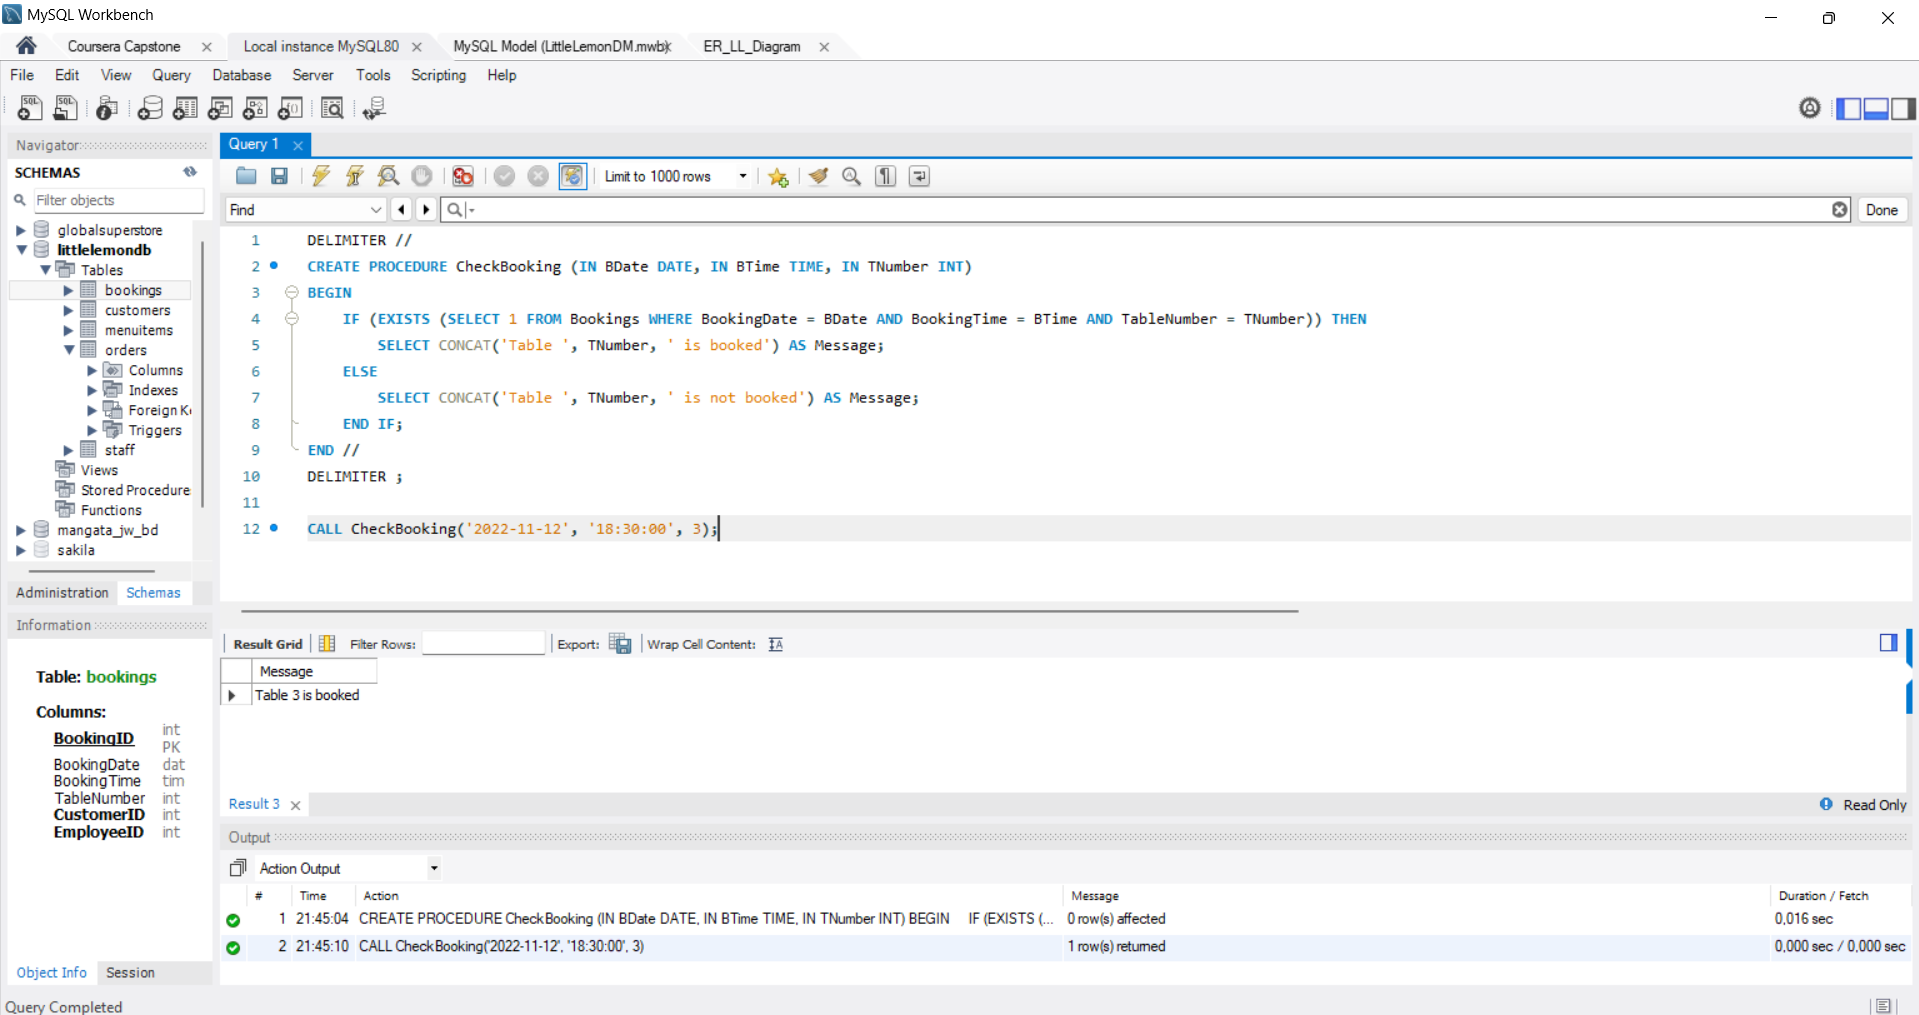 MySQL Workbench
Coursera Capstone
Local instance MySQL80
MySQL Model (LittleLemonDM.mwb)
ER_LL_Diagram
File Edit View Query Database Server Tools Scripting Help
Navigator
SCHEMAS
Filter objects
globalsuperstore
littlelemondb
Tables
bookings
customers
menuitems
orders
Columns
Indexes
Foreign K
Triggers
staff
Views
Stored Procedure
Functions
mangata_jw_bd
sakila
Administration Schemas
Information
Table: bookings
Columns:
BookingID int PK
BookingDate dat
BookingTime tim
TableNumber int
CustomerID int
EmployeeID int
Object Info Session
Query 1
Limit to 1000 rows
Find
Done
1 DELIMITER //
2 CREATE PROCEDURE CheckBooking (IN BDate DATE, IN BTime TIME, IN TNumber INT)
3 BEGIN
4 IF (EXISTS (SELECT 1 FROM Bookings WHERE BookingDate = BDate AND BookingTime = BTime AND TableNumber = TNumber)) THEN
5 SELECT CONCAT('Table ', TNumber, ' is booked') AS Message;
6 ELSE
7 SELECT CONCAT('Table ', TNumber, ' is not booked') AS Message;
8 END IF;
9 END //
10 DELIMITER ;
11
12 CALL CheckBooking('2022-11-12', '18:30:00', 3);
Result Grid Filter Rows: Export: Wrap Cell Content:
Message
Table 3 is booked
Result 3
Read Only
Output
Action Output
# Time Action Message Duration / Fetch
1 21:45:04 CREATE PROCEDURE CheckBooking (IN BDate DATE, IN BTime TIME, IN TNumber INT) BEGIN IF (EXISTS (... 0 row(s) affected 0,016 sec
2 21:45:10 CALL CheckBooking('2022-11-12', '18:30:00', 3) 1 row(s) returned 0,000 sec / 0,000 sec
Query Completed